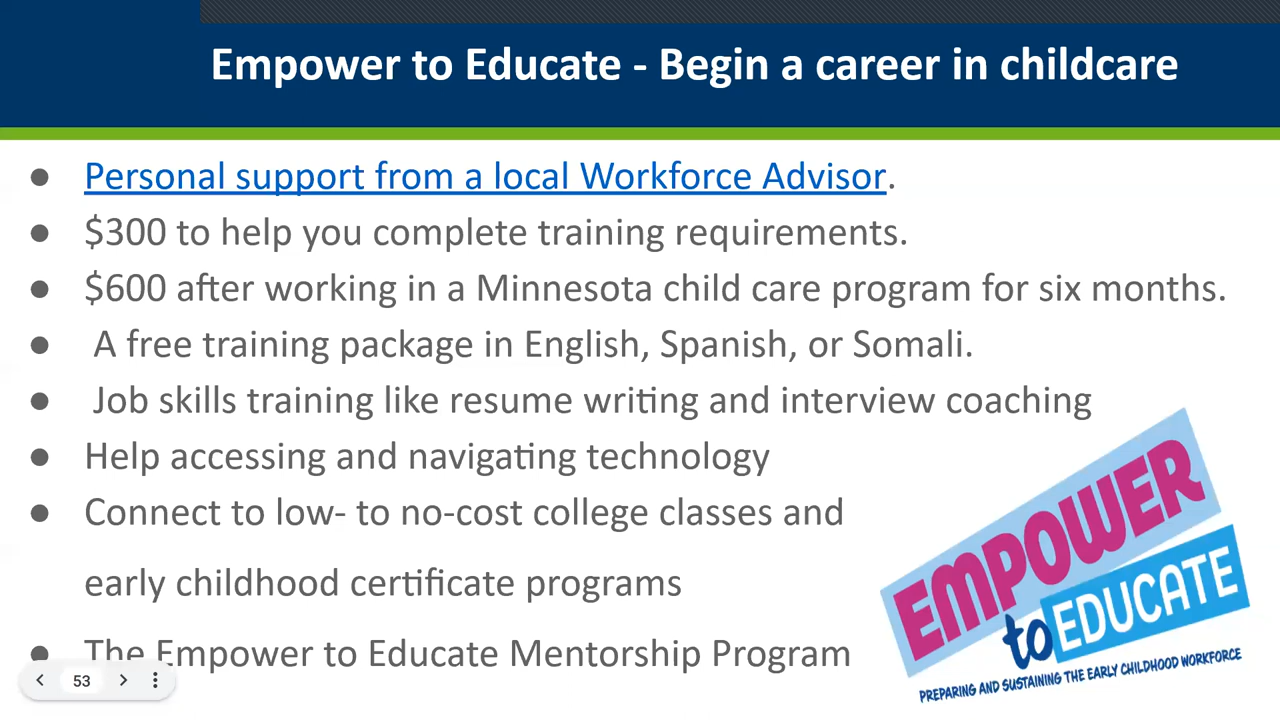 Empower to Educate - Begin a career in childcare
● Personal support from a local Workforce Advisor.
● $300 to help you complete training requirements.
● $600 after working in a Minnesota child care program for six months.
● A free training package in English, Spanish, or Somali.
● Job skills training like resume writing and interview coaching
● Help accessing and navigating technology
● Connect to low- to no-cost college classes and
early childhood certificate programs
● The Empower to Educate Mentorship Program
EMPOWER
to EDUCATE
PREPARING AND SUSTAINING THE EARLY CHILDHOOD WORKFORCE
53